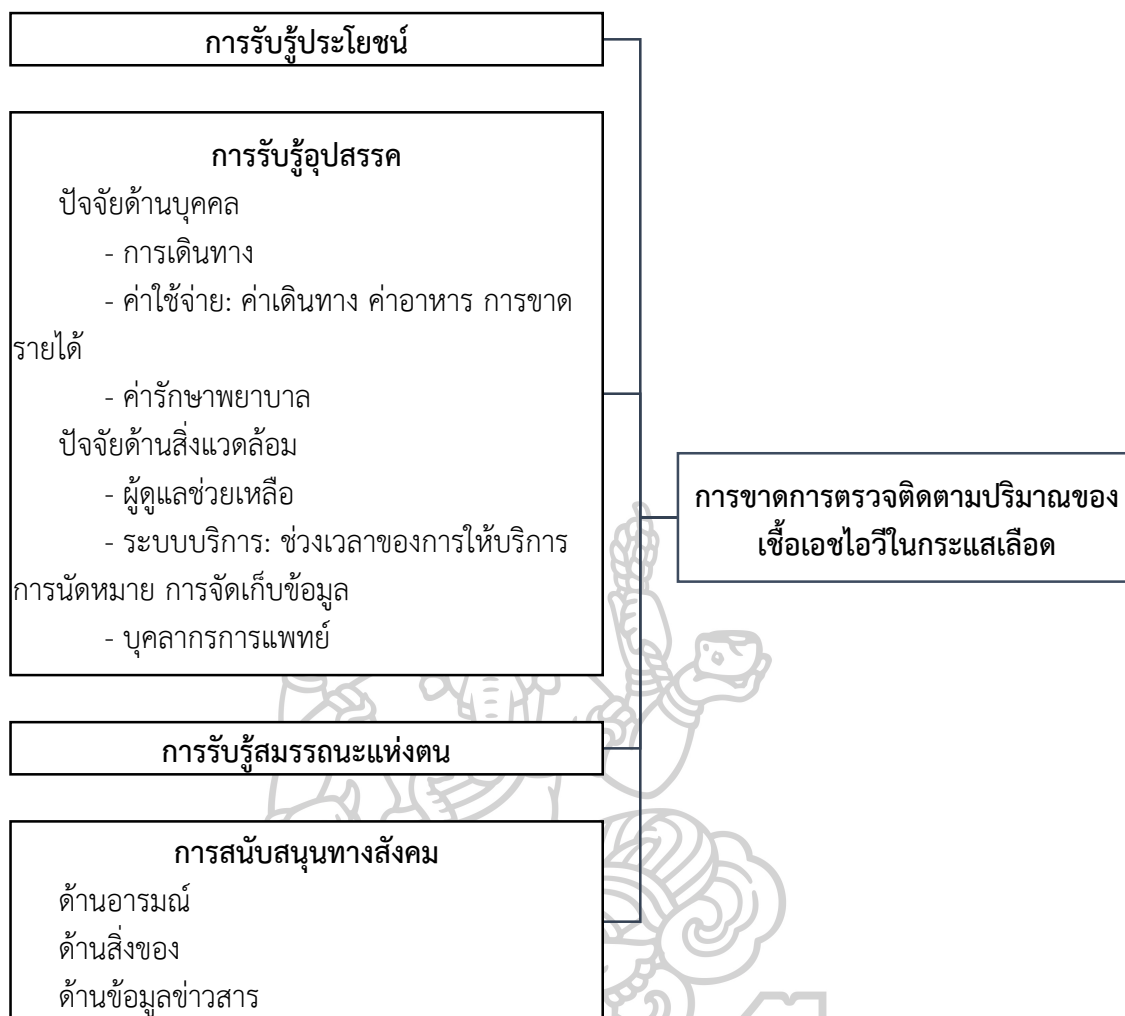 การรับรู้ประโยชน์
การรับรู้อุปสรรค
ปัจจัยด้านบุคคล
- การเดินทาง
- ค่าใช้จ่าย: ค่าเดินทาง ค่าอาหาร การขาด
รายได้
- ค่ารักษาพยาบาล
ปัจจัยด้านสิ่งแวดล้อม
- ผู้ดูแลช่วยเหลือ
- ระบบบริการ: ช่วงเวลาของการให้บริการ
การนัดหมาย การจัดเก็บข้อมูล
- บุคลากรการแพทย์
การรับรู้สมรรถนะแห่งตน
การสนับสนุนทางสังคม
ด้านอารมณ์
ด้านสิ่งของ
ด้านข้อมูลข่าวสาร
การขาดการตรวจติดตามปริมาณของ
เชื้อเอชไอวีในกระแสเลือด